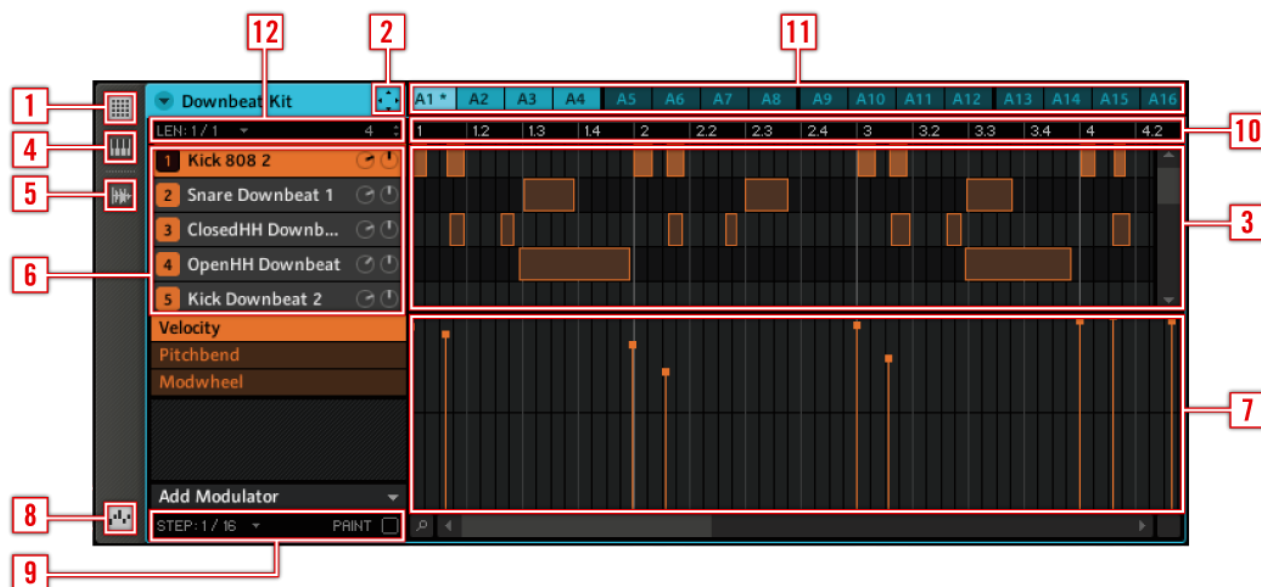 12 2 11
1 Downbeat Kit A1 * A2 A3 A4 A5 A6 A7 A8 A9 A10 A11 A12 A13 A14 A15 A16
LEN: 1 / 1 4 1 1.2 1.3 1.4 2 2.2 2.3 2.4 3 3.2 3.3 3.4 4 4.2 10
4 1 Kick 808 2
5 2 Snare Downbeat 1
3 ClosedHH Downb... 3
6 4 OpenHH Downbeat
5 Kick Downbeat 2
Velocity
Pitchbend
Modwheel
7
Add Modulator
8 STEP: 1 / 16 PAINT
9